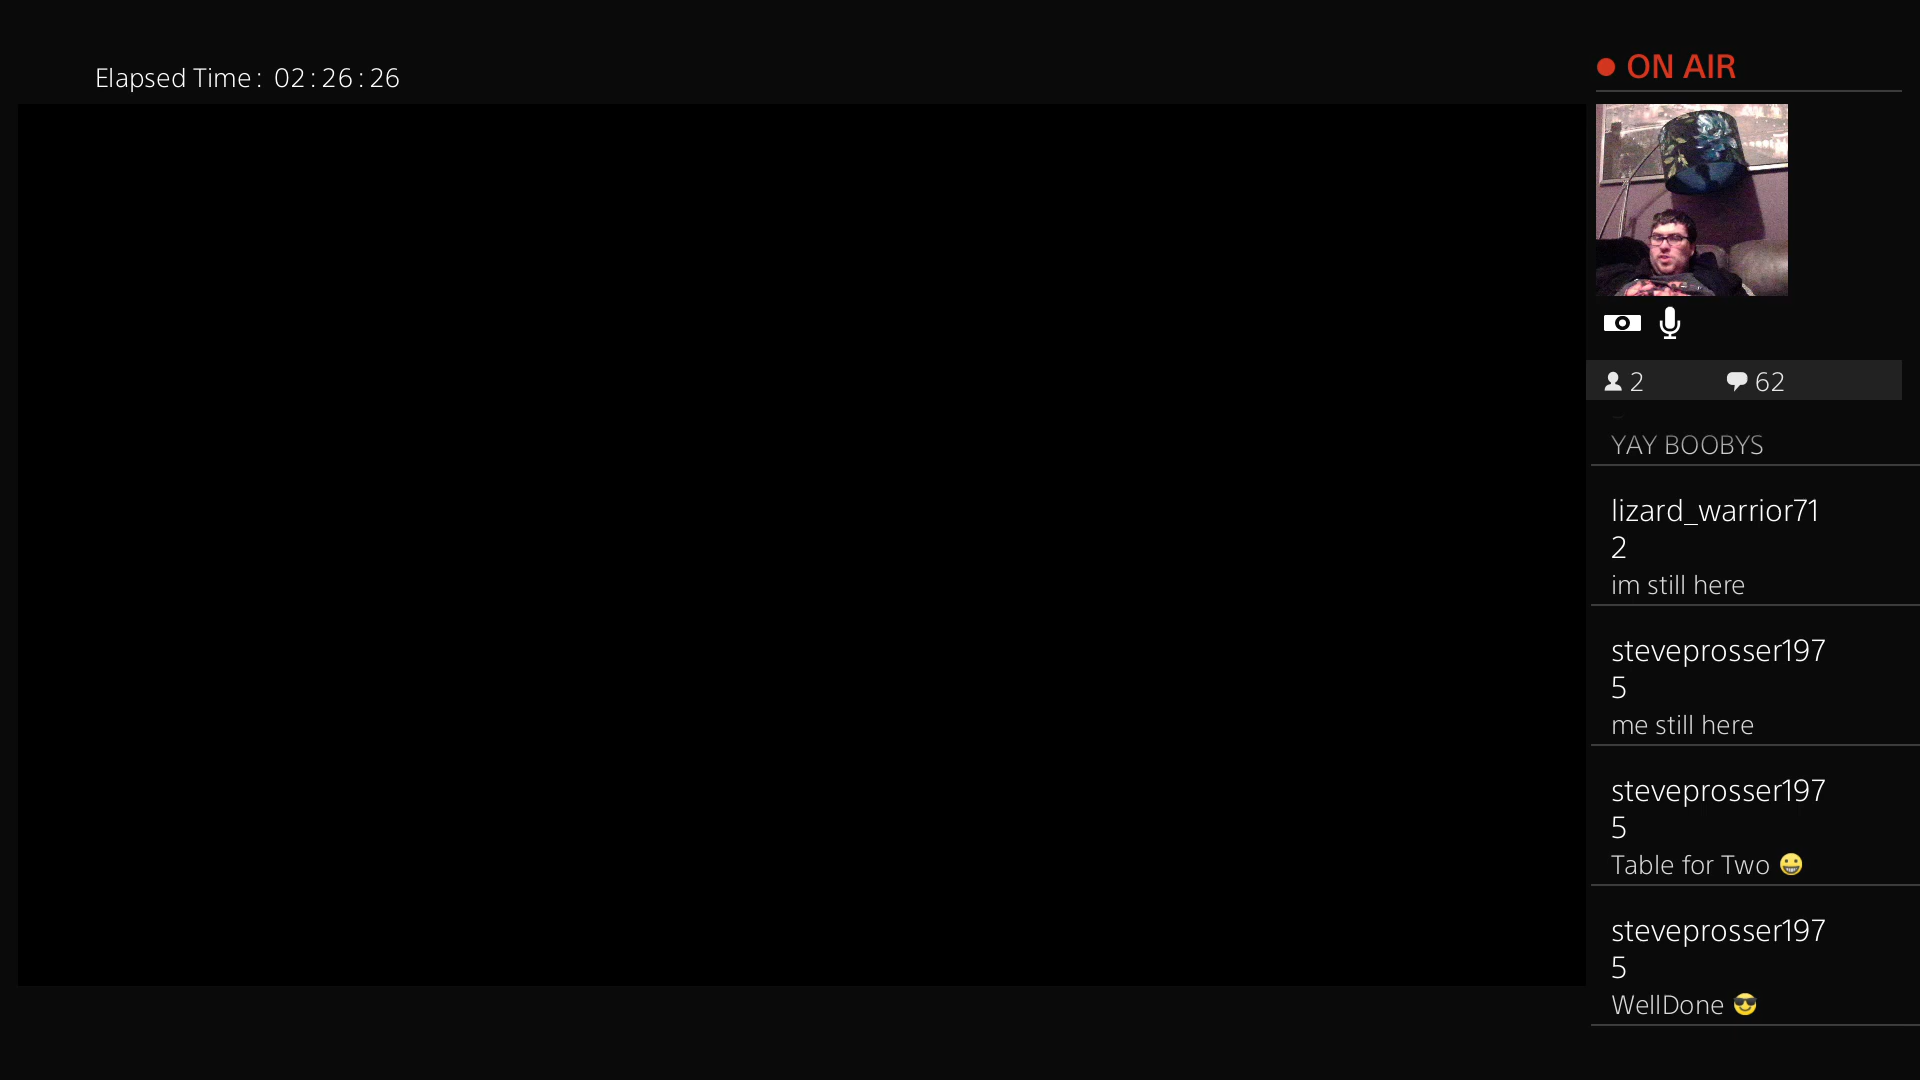 Elapsed Time: 02:26:26
ON AIR
2 62
YAY BOOBYS
lizard_warrior71
2
im still here
steveprosser197
5
me still here
steveprosser197
5
Table for Two 😀
steveprosser197
5
WellDone 😎